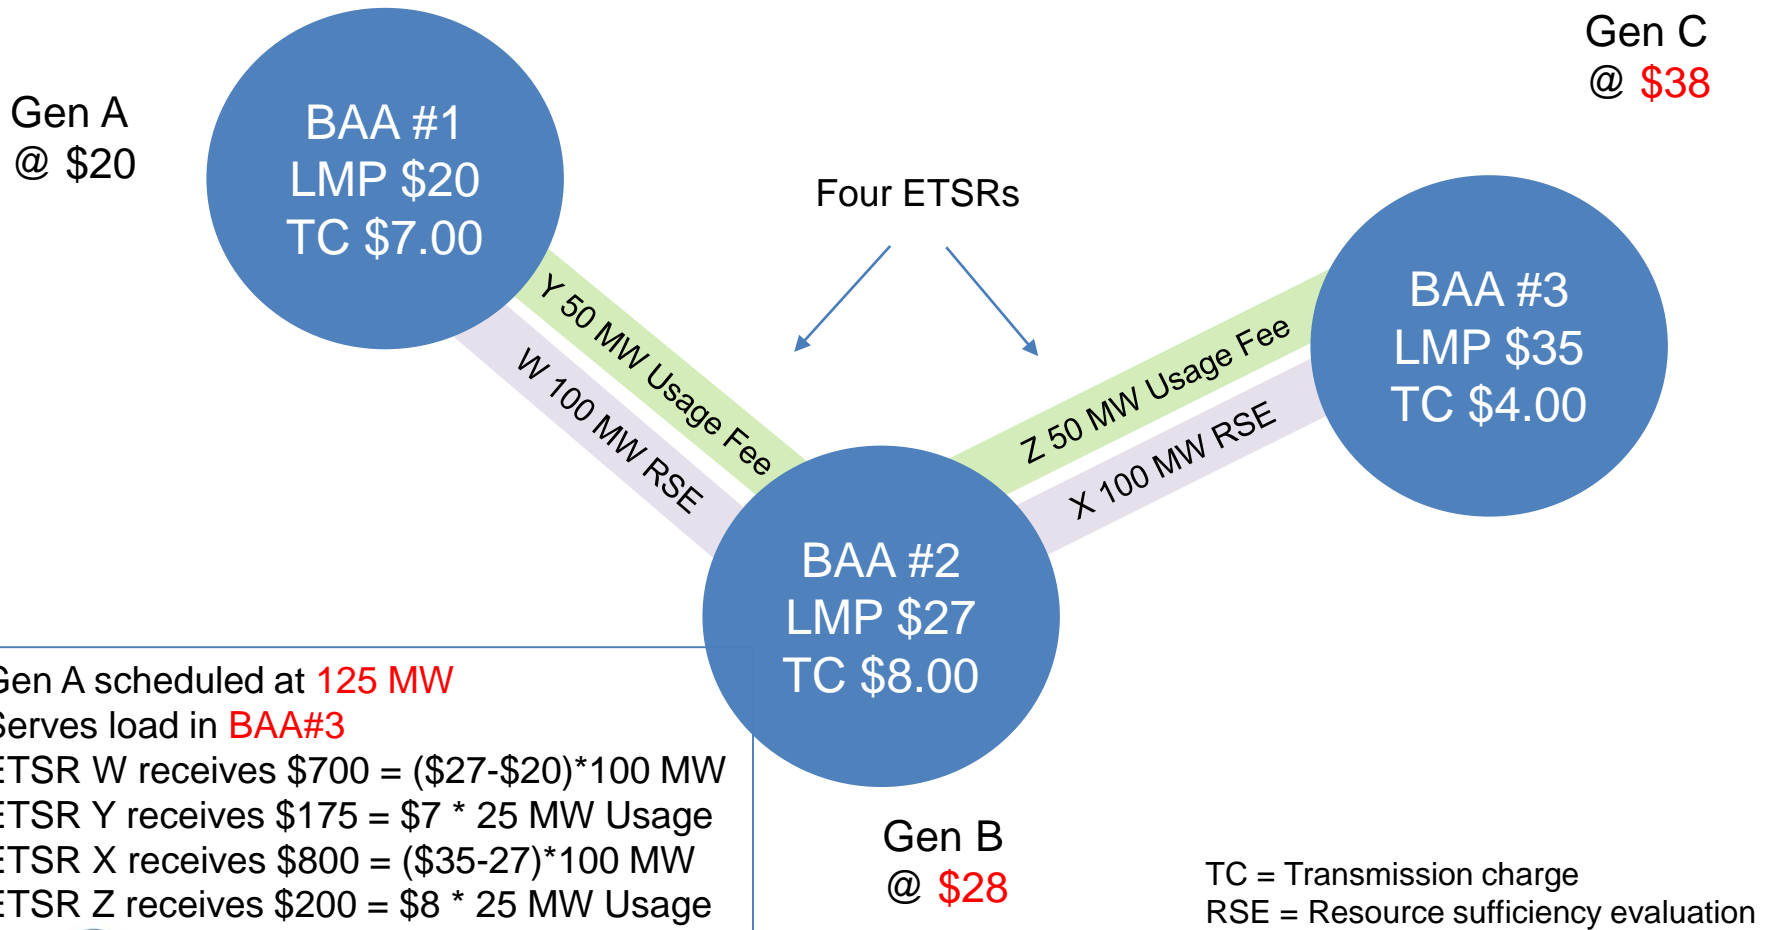 Gen A
@ $20
BAA #1
LMP $20
TC $7.00
Four ETSRs
Gen C
@ $38
BAA #3
LMP $35
TC $4.00
Y 50 MW Usage Fee
W 100 MW RSE
Z 50 MW Usage Fee
X 100 MW RSE
BAA #2
LMP $27
TC $8.00
Gen A scheduled at 125 MW
Serves load in BAA#3
ETSR W receives $700 = ($27-$20)*100 MW
ETSR Y receives $175 = $7 * 25 MW Usage
ETSR X receives $800 = ($35-27)*100 MW
ETSR Z receives $200 = $8 * 25 MW Usage
Gen B
@ $28
TC = Transmission charge
RSE = Resource sufficiency evaluation